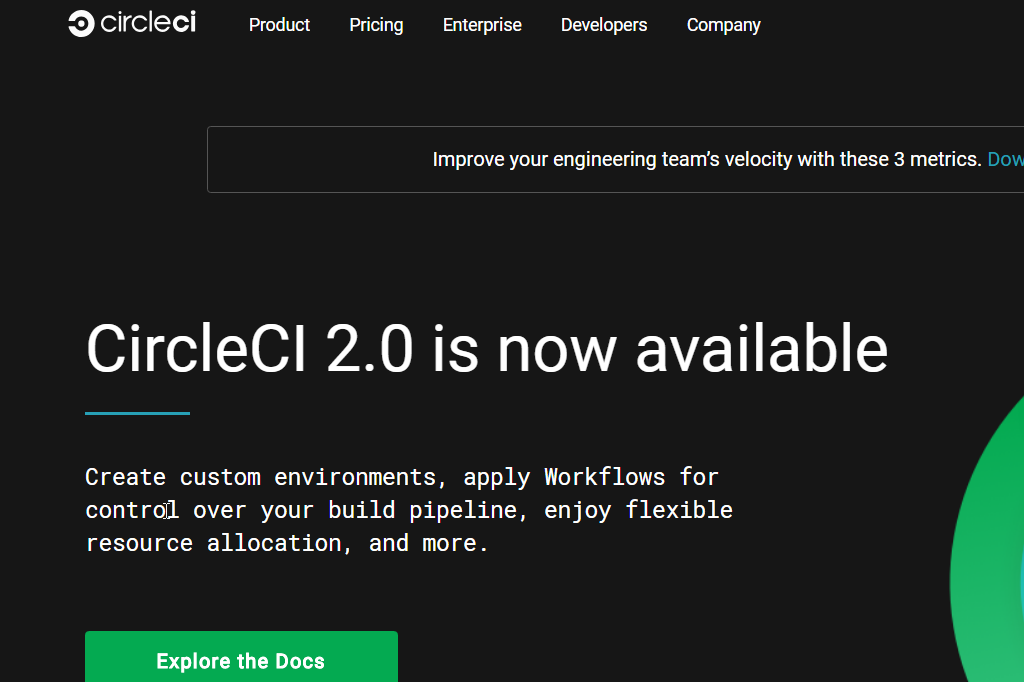 circleci
Product Pricing Enterprise Developers Company
Improve your engineering team’s velocity with these 3 metrics.
CircleCI 2.0 is now available
Create custom environments, apply Workflows for
control over your build pipeline, enjoy flexible
resource allocation, and more.
Explore the Docs